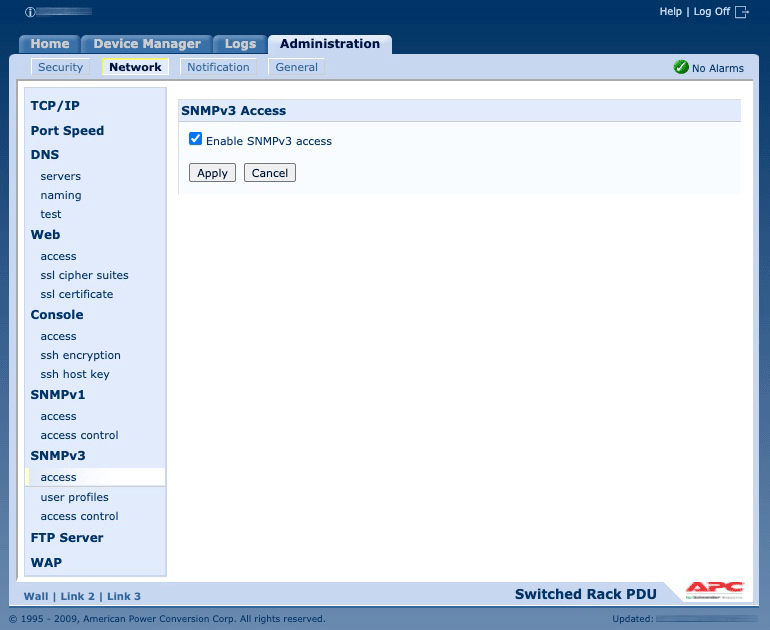 Help | Log Off
Home Device Manager Logs Administration
Security Network Notification General
No Alarms
TCP/IP
Port Speed
DNS
servers
naming
test
Web
access
ssl cipher suites
ssl certificate
Console
access
ssh encryption
ssh host key
SNMPv1
access
access control
SNMPv3
access
user profiles
access control
FTP Server
WAP
SNMPv3 Access
Enable SNMPv3 access
Apply Cancel
Wall | Link 2 | Link 3
Switched Rack PDU
APC
© 1995 - 2009, American Power Conversion Corp. All rights reserved.
Updated: